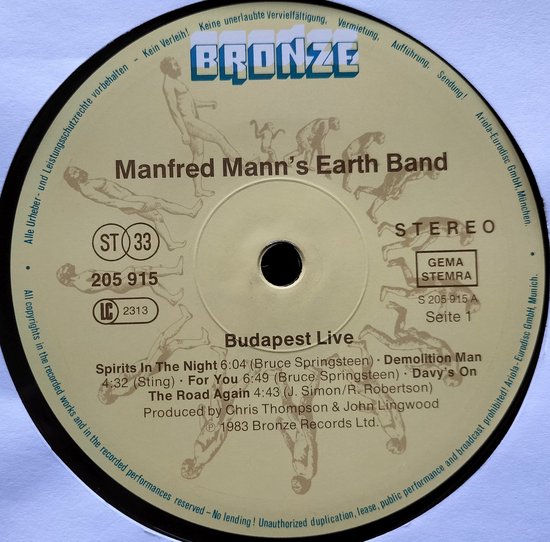 Alle Urheber- und Leistungsschutzrechte vorbehalten - Kein Verleih! Keine unerlaubte Vervielfältigung, Vermietung, Aufführung, Sendung! Ariola-Eurodisc GmbH, München.
BRONZE
Manfred Mann's Earth Band
ST 33
STEREO
205 915
GEMA
STEMRA
LC 2313
S 205 915 A
Seite 1
Budapest Live
Spirits In The Night 6:04 (Bruce Springsteen) · Demolition Man
4:32 (Sting) · For You 6:49 (Bruce Springsteen) · Davy's On
The Road Again 4:43 (J. Simon/R. Robertson)
Produced by Chris Thompson & John Lingwood
℗ 1983 Bronze Records Ltd.
All copyrights in the recorded works and in the recorded performances reserved - No lending! Unauthorized duplication, lease, public performance and broadcast prohibited! Ariola-Eurodisc GmbH, Munich.